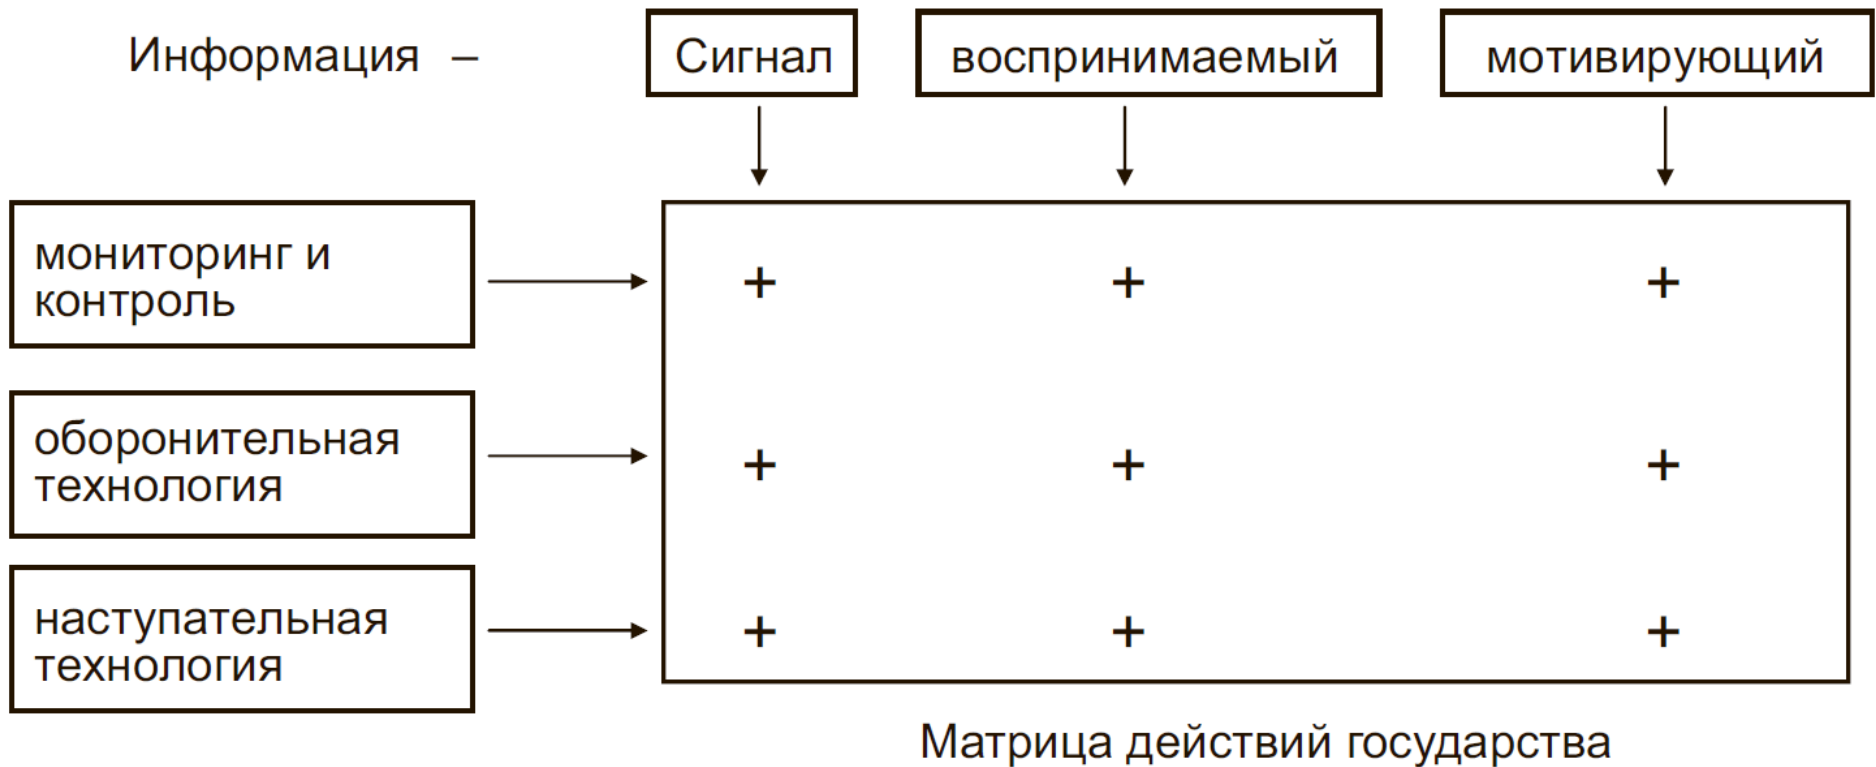 Информация – Сигнал воспринимаемый мотивирующий
мониторинг и
контроль
+ + +
оборонительная
технология
+ + +
наступательная
технология
+ + +
Матрица действий государства